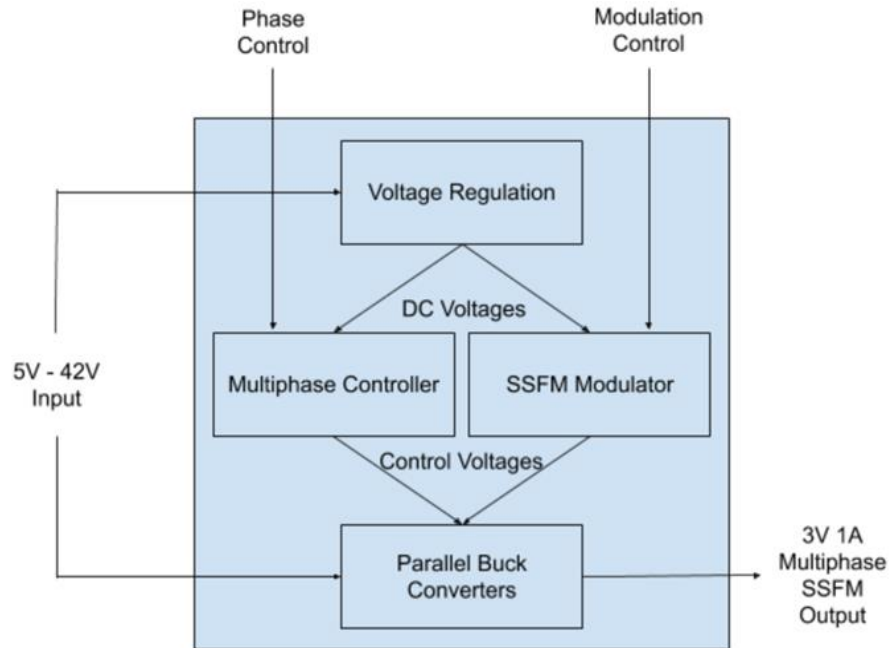 Phase
Control
Modulation
Control
Voltage Regulation
DC Voltages
5V - 42V
Input
Multiphase Controller
SSFM Modulator
Control Voltages
Parallel Buck
Converters
3V 1A
Multiphase
SSFM
Output